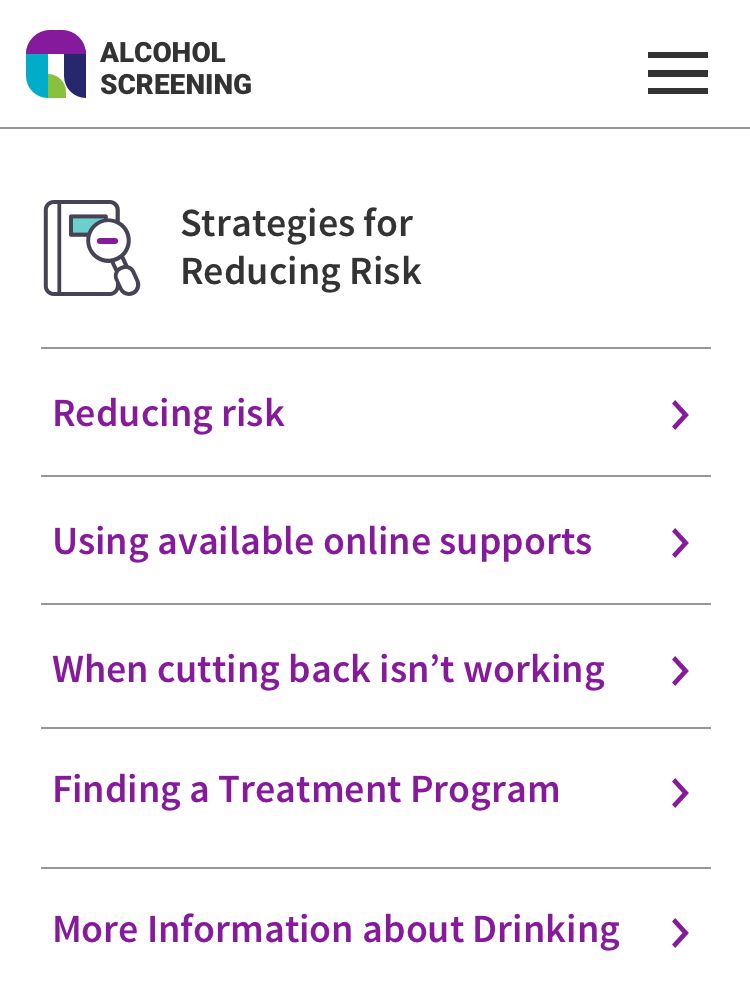 ALCOHOL
SCREENING
Strategies for
Reducing Risk
Reducing risk
Using available online supports
When cutting back isn’t working
Finding a Treatment Program
More Information about Drinking